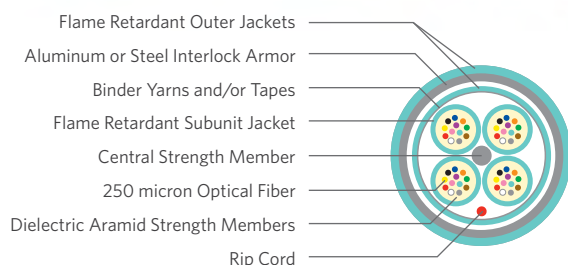 Flame Retardant Outer Jackets
Aluminum or Steel Interlock Armor
Binder Yarns and/or Tapes
Flame Retardant Subunit Jacket
Central Strength Member
250 micron Optical Fiber
Dielectric Aramid Strength Members
Rip Cord